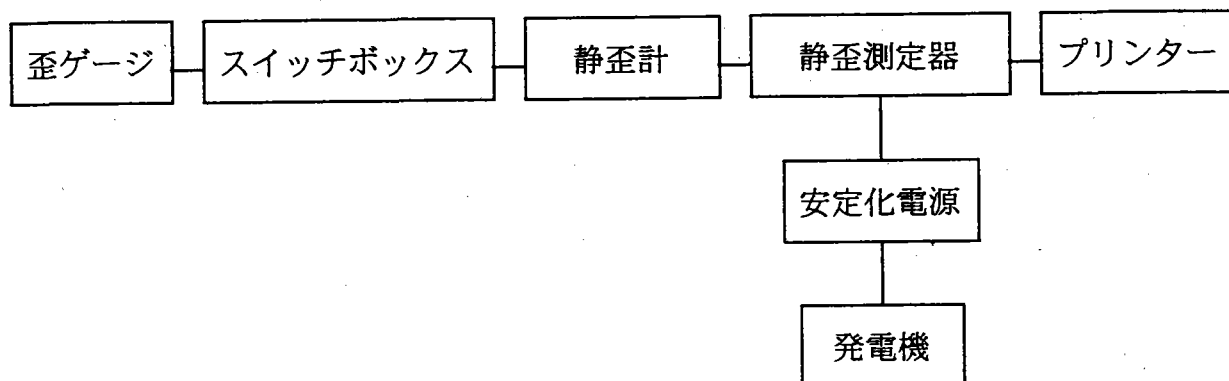 歪ゲージ
スイッチボックス
静歪計
静歪測定器
プリンター
安定化電源
発電機